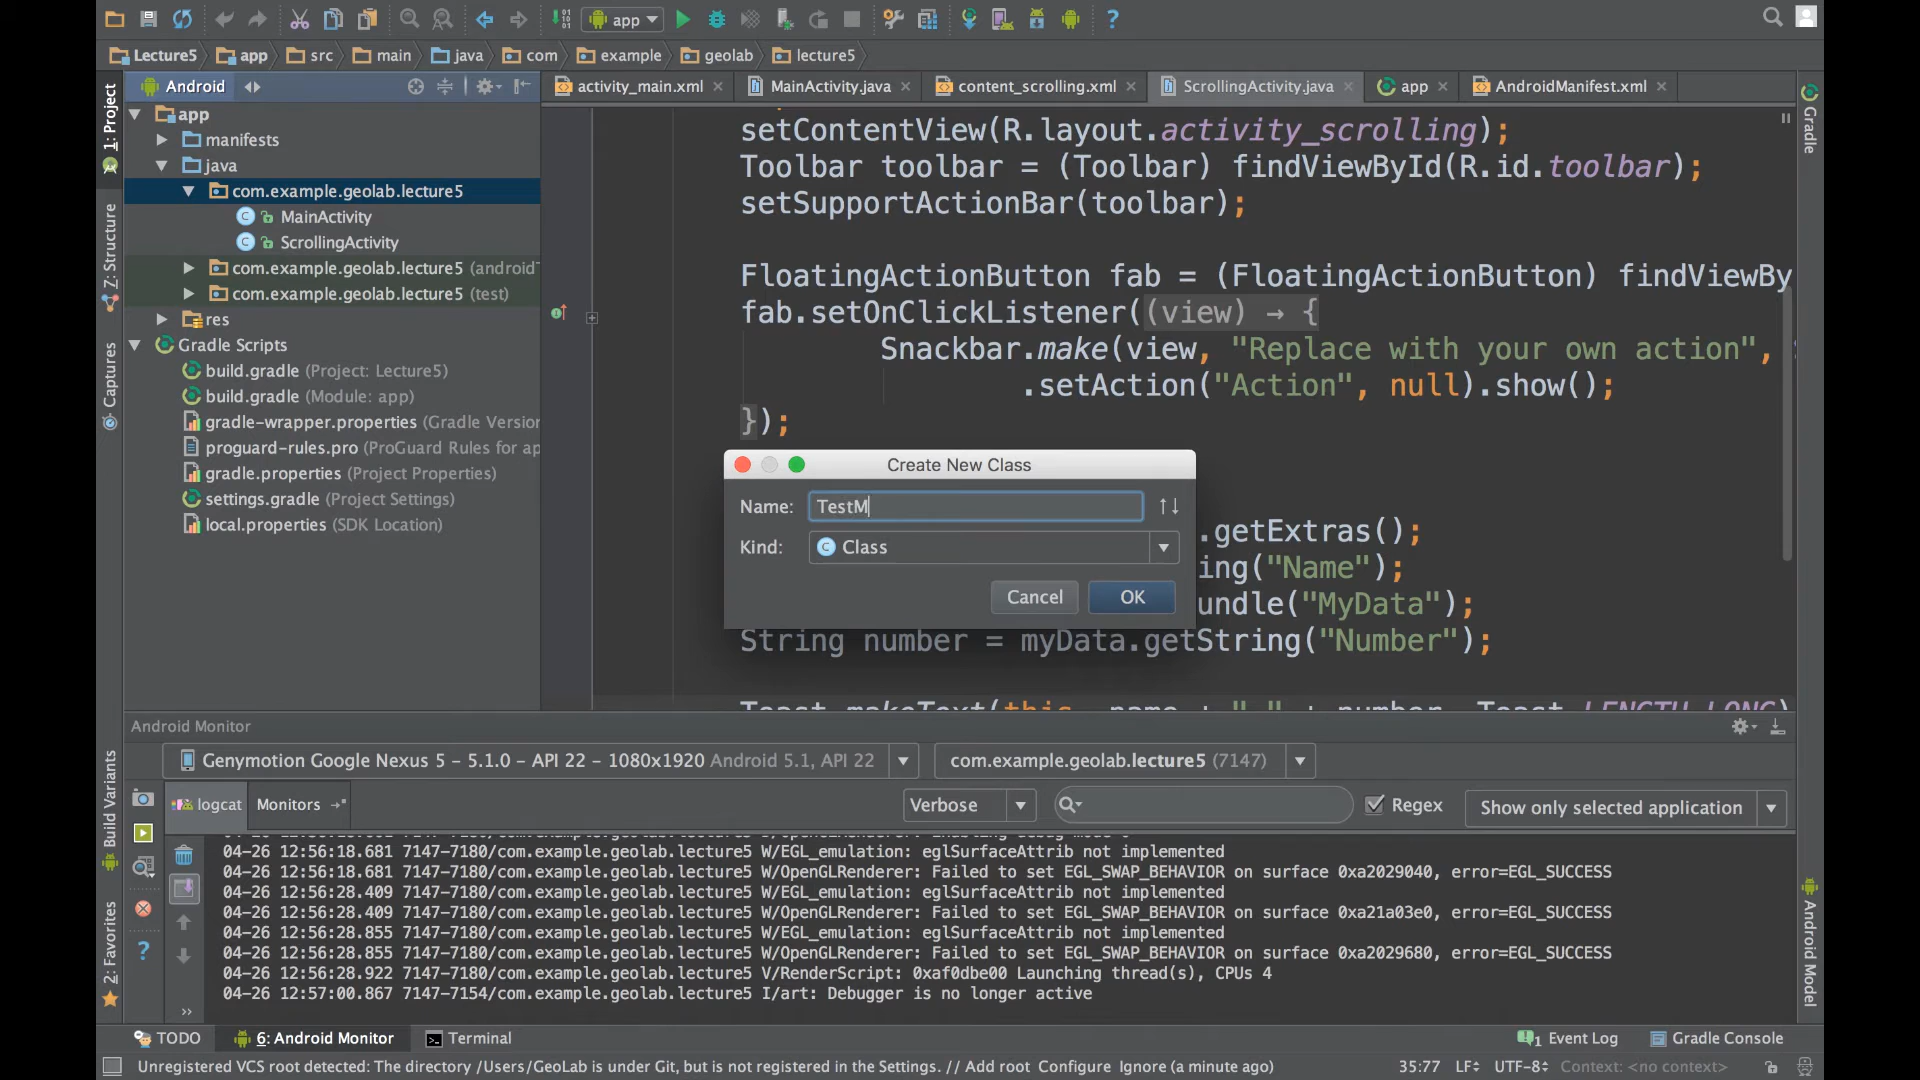 app
Lecture5 app src main java com example geolab lecture5
Android
activity_main.xml MainActivity.java content_scrolling.xml ScrollingActivity.java app AndroidManifest.xml
1: Project
Z: Structure
Captures
Build Variants
2: Favorites
app
manifests
java
com.example.geolab.lecture5
MainActivity
ScrollingActivity
com.example.geolab.lecture5 (android
com.example.geolab.lecture5 (test)
res
Gradle Scripts
build.gradle (Project: Lecture5)
build.gradle (Module: app)
gradle-wrapper.properties (Gradle Version
proguard-rules.pro (ProGuard Rules for ap
gradle.properties (Project Properties)
settings.gradle (Project Settings)
local.properties (SDK Location)
setContentView(R.layout.activity_scrolling);
Toolbar toolbar = (Toolbar) findViewById(R.id.toolbar);
setSupportActionBar(toolbar);
FloatingActionButton fab = (FloatingActionButton) findViewBy
fab.setOnClickListener((view) → {
Snackbar.make(view, "Replace with your own action",
.setAction("Action", null).show();
});
Create New Class
Name: TestM
Kind: Class
Cancel OK
.getExtras();
ing("Name");
undle("MyData");
String number = myData.getString("Number");
Toast.makeText(this, name + " " + number, Toast.LENGTH_LONG)
Gradle
Android Model
Android Monitor
Genymotion Google Nexus 5 – 5.1.0 – API 22 – 1080x1920 Android 5.1, API 22
com.example.geolab.lecture5 (7147)
logcat Monitors
Verbose
Regex
Show only selected application
04-26 12:56:18.681 7147-7180/com.example.geolab.lecture5 W/EGL_emulation: eglSurfaceAttrib not implemented
04-26 12:56:18.681 7147-7180/com.example.geolab.lecture5 W/OpenGLRenderer: Failed to set EGL_SWAP_BEHAVIOR on surface 0xa2029040, error=EGL_SUCCESS
04-26 12:56:28.409 7147-7180/com.example.geolab.lecture5 W/EGL_emulation: eglSurfaceAttrib not implemented
04-26 12:56:28.409 7147-7180/com.example.geolab.lecture5 W/OpenGLRenderer: Failed to set EGL_SWAP_BEHAVIOR on surface 0xa21a03e0, error=EGL_SUCCESS
04-26 12:56:28.855 7147-7180/com.example.geolab.lecture5 W/EGL_emulation: eglSurfaceAttrib not implemented
04-26 12:56:28.855 7147-7180/com.example.geolab.lecture5 W/OpenGLRenderer: Failed to set EGL_SWAP_BEHAVIOR on surface 0xa2029680, error=EGL_SUCCESS
04-26 12:56:28.922 7147-7180/com.example.geolab.lecture5 V/RenderScript: 0xaf0dbe00 Launching thread(s), CPUs 4
04-26 12:57:00.867 7147-7154/com.example.geolab.lecture5 I/art: Debugger is no longer active
TODO 6: Android Monitor Terminal 1 Event Log Gradle Console
Unregistered VCS root detected: The directory /Users/GeoLab is under Git, but is not registered in the Settings. // Add root Configure Ignore (a minute ago) 35:77 LF UTF-8 Context: <no context>